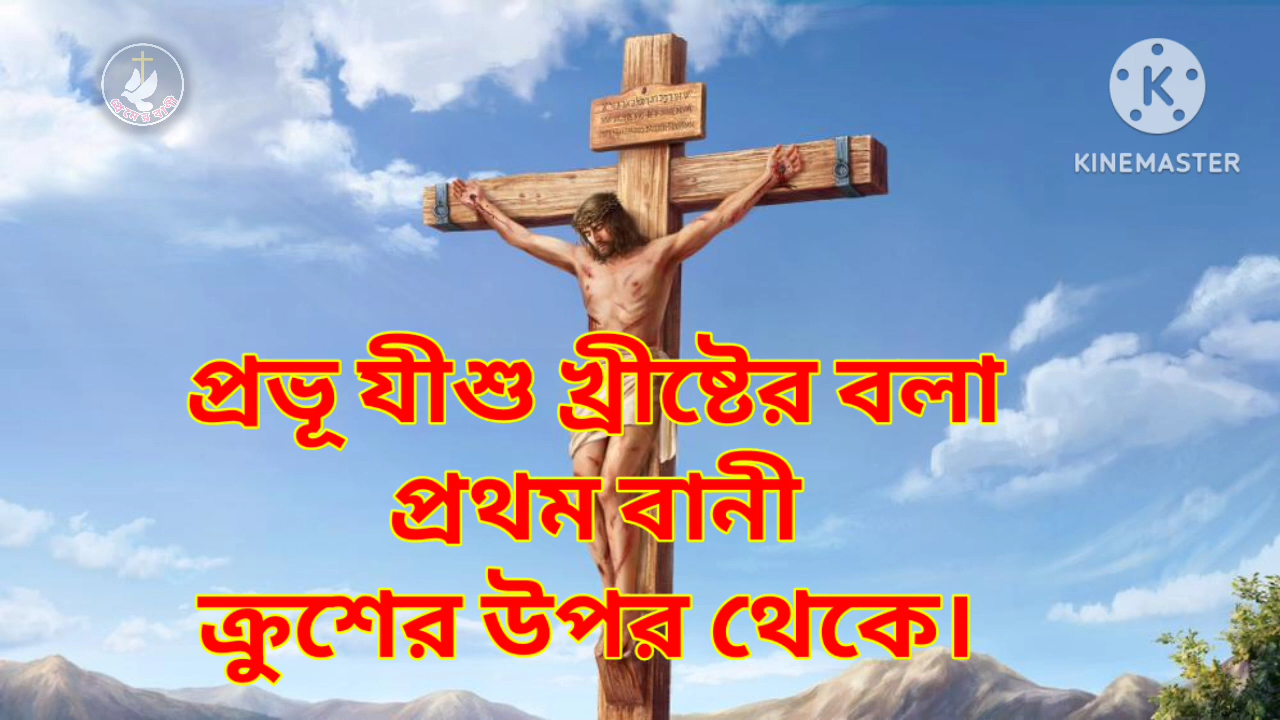 প্রেমের বাণী
K
KINEMASTER
প্রভূ যীশু খ্রীষ্টের বলা
প্রথম বানী
ক্রুশের উপর থেকে।